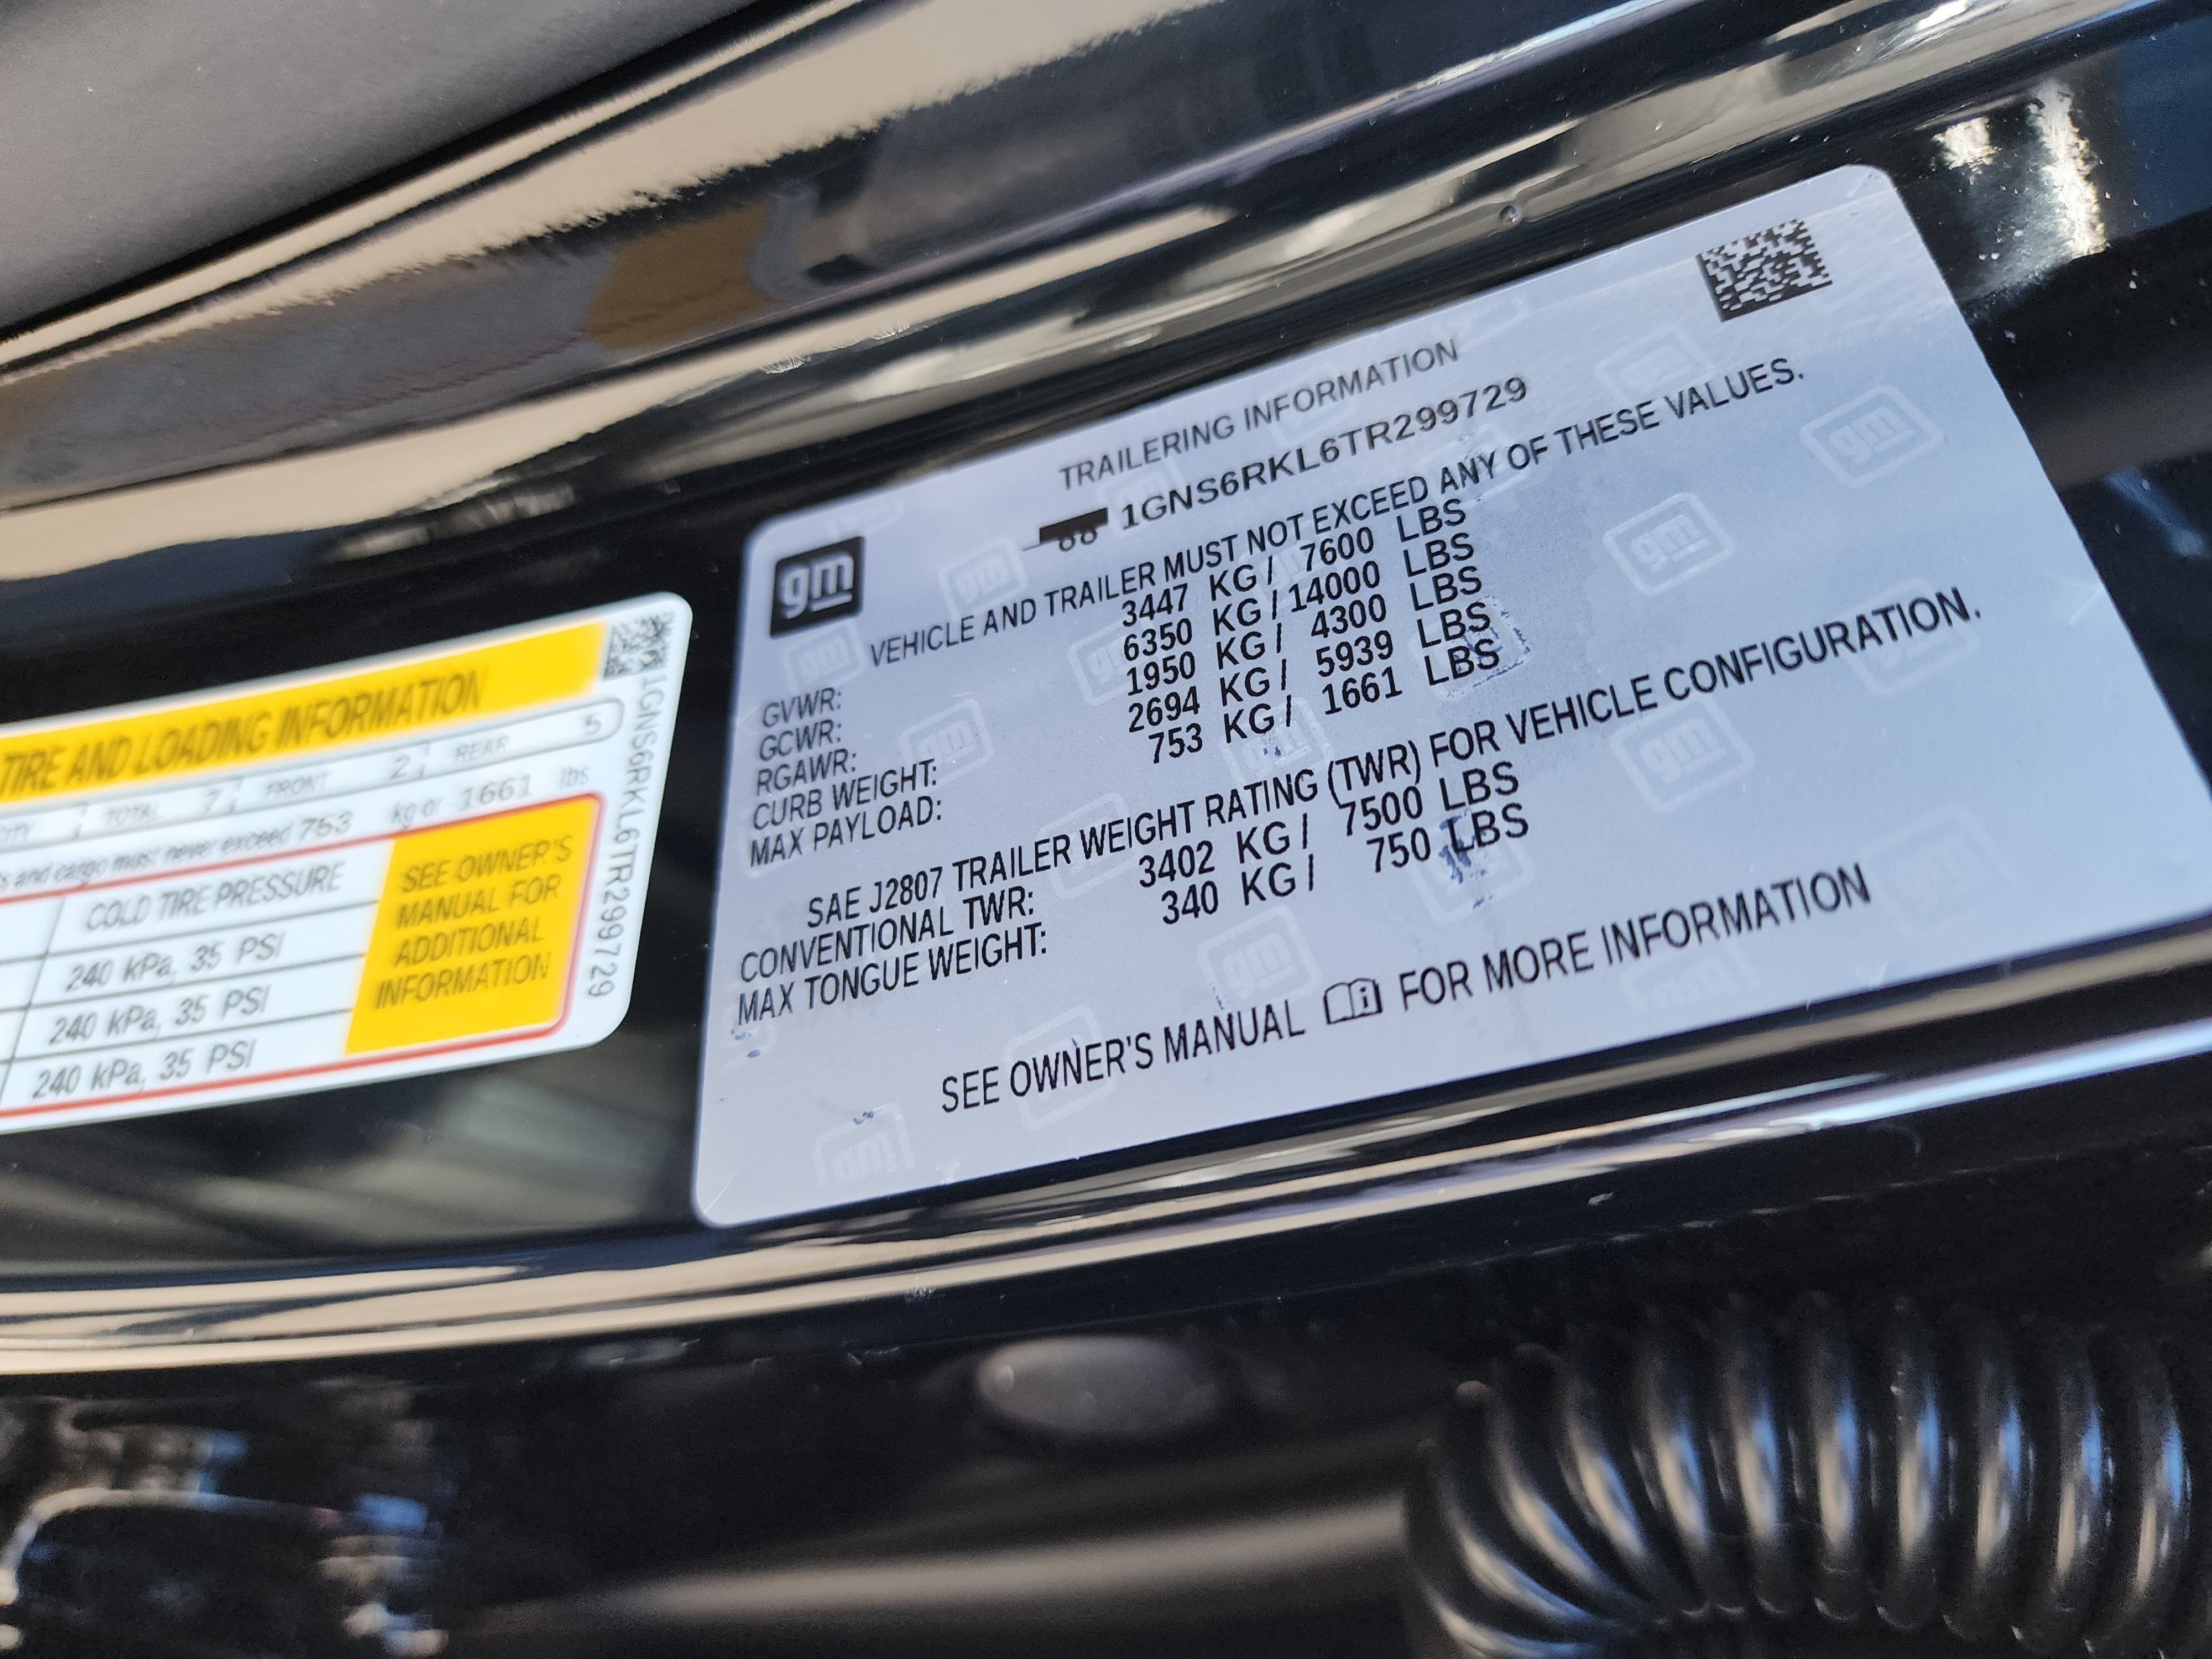 TIRE AND LOADING INFORMATION
TOTAL 7 FRONT 2 REAR 5
and cargo must never exceed 753 kg or 1661 lbs
COLD TIRE PRESSURE
240 kPa, 35 PSI
240 kPa, 35 PSI
240 kPa, 35 PSI
SEE OWNER'S
MANUAL FOR
ADDITIONAL
INFORMATION
1GNS6RKL6TR299729
gm
TRAILERING INFORMATION
1GNS6RKL6TR299729
VEHICLE AND TRAILER MUST NOT EXCEED ANY OF THESE VALUES.
GVWR: 3447 KG / 7600 LBS
GCWR: 6350 KG / 14000 LBS
RGAWR: 1950 KG / 4300 LBS
CURB WEIGHT: 2694 KG / 5939 LBS
MAX PAYLOAD: 753 KG / 1661 LBS
SAE J2807 TRAILER WEIGHT RATING (TWR) FOR VEHICLE CONFIGURATION.
CONVENTIONAL TWR: 3402 KG / 7500 LBS
MAX TONGUE WEIGHT: 340 KG / 750 LBS
SEE OWNER'S MANUAL FOR MORE INFORMATION